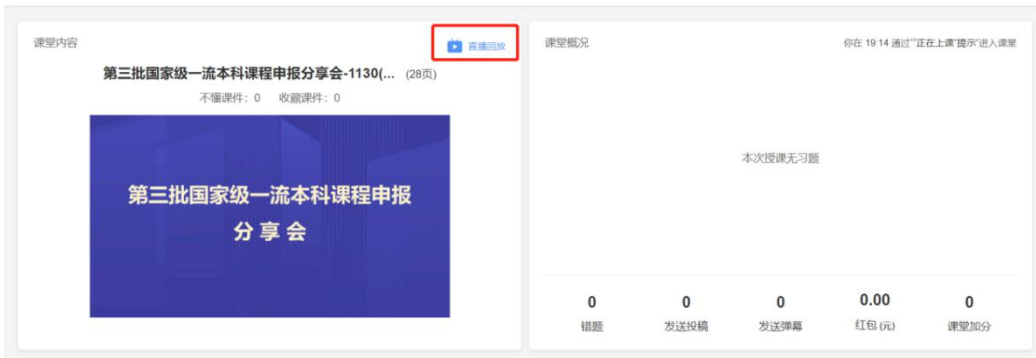 课堂内容
直播回放
第三批国家级一流本科课程申报分享会-1130(... (28页)
不懂课件：0 收藏课件：0
第三批国家级一流本科课程申报
分享会
课堂概况
你在 19:14 通过"“正在上课”提示"进入课堂
本次授课无习题
0 0 0 0.00 0
错题 发送投稿 发送弹幕 红包(元) 课堂加分